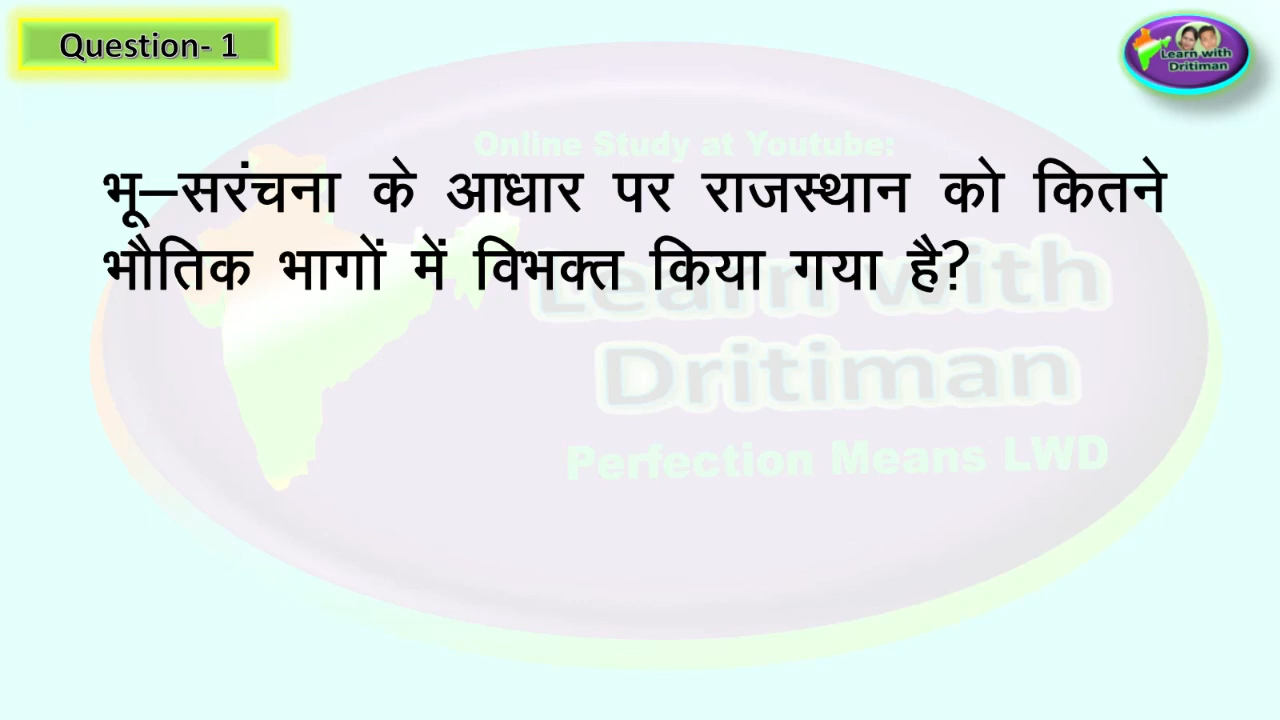 Question- 1
Learn with
Dritiman
Online Study at Youtube:
भू–सरंचना के आधार पर राजस्थान को कितने
भौतिक भागों में विभक्त किया गया है?
Learn with
Dritiman
Perfection Means LWD